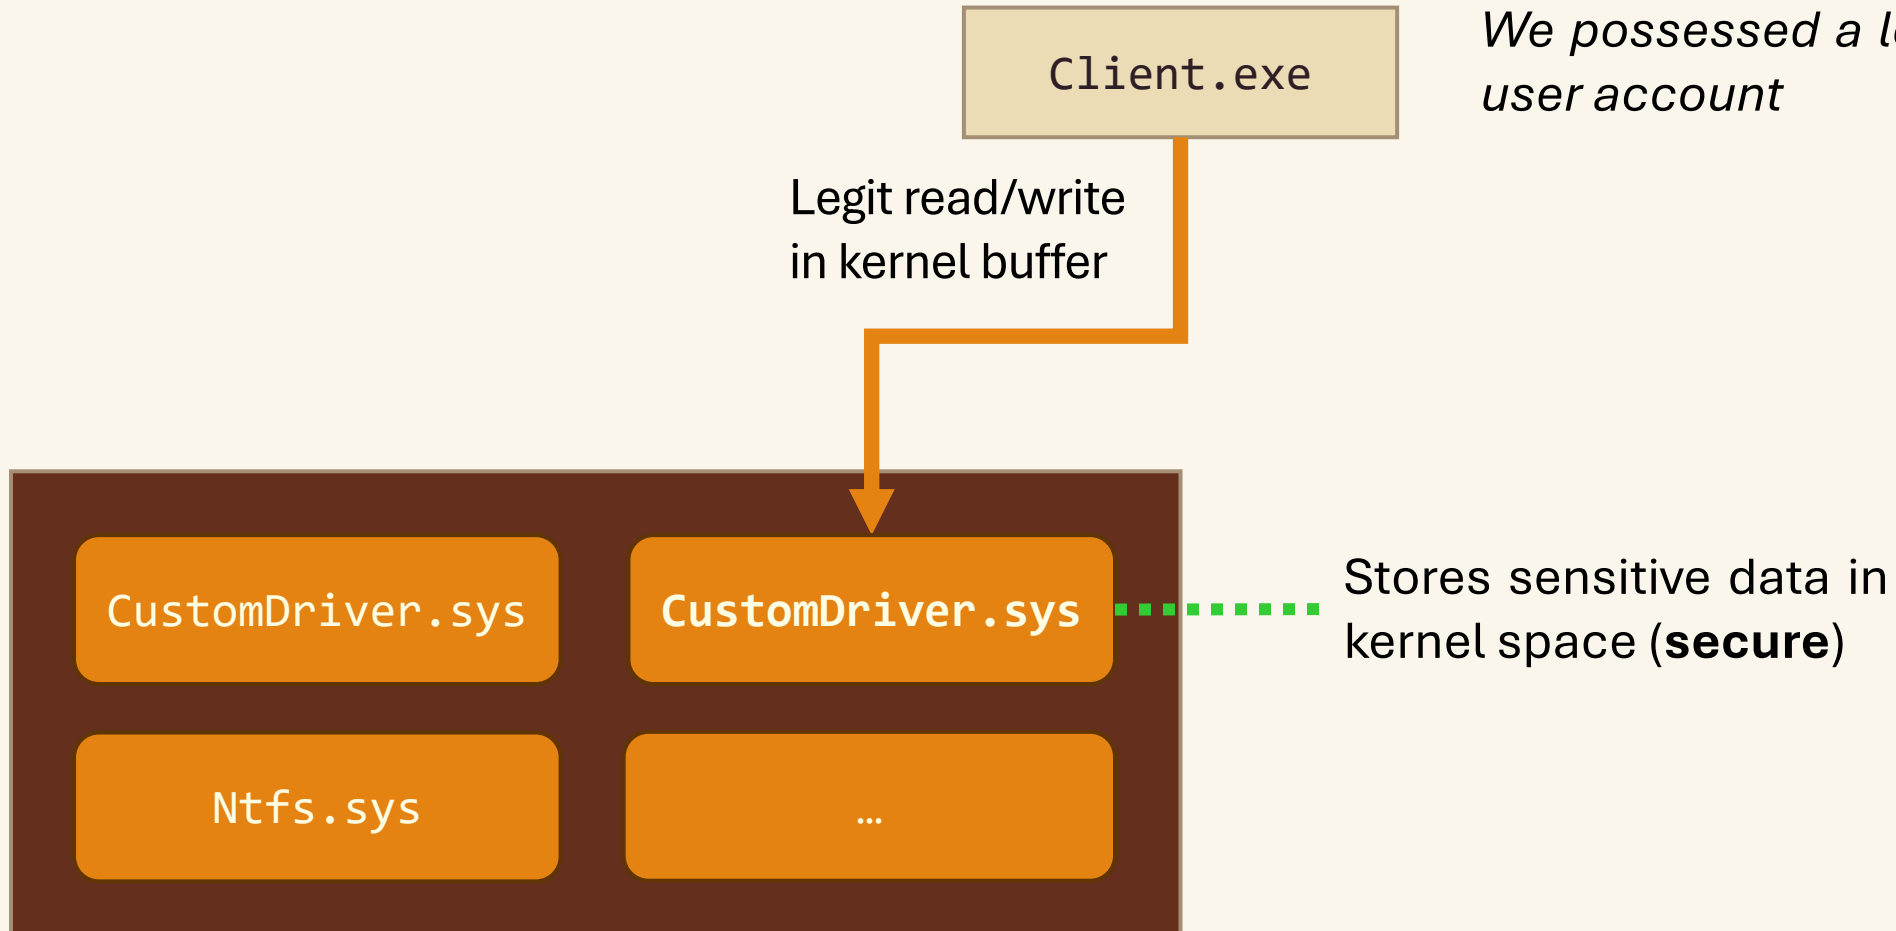 Client.exe
We possessed a
user account
Legit read/write
in kernel buffer
CustomDriver.sys
CustomDriver.sys
Stores sensitive data in
kernel space (secure)
Ntfs.sys
…